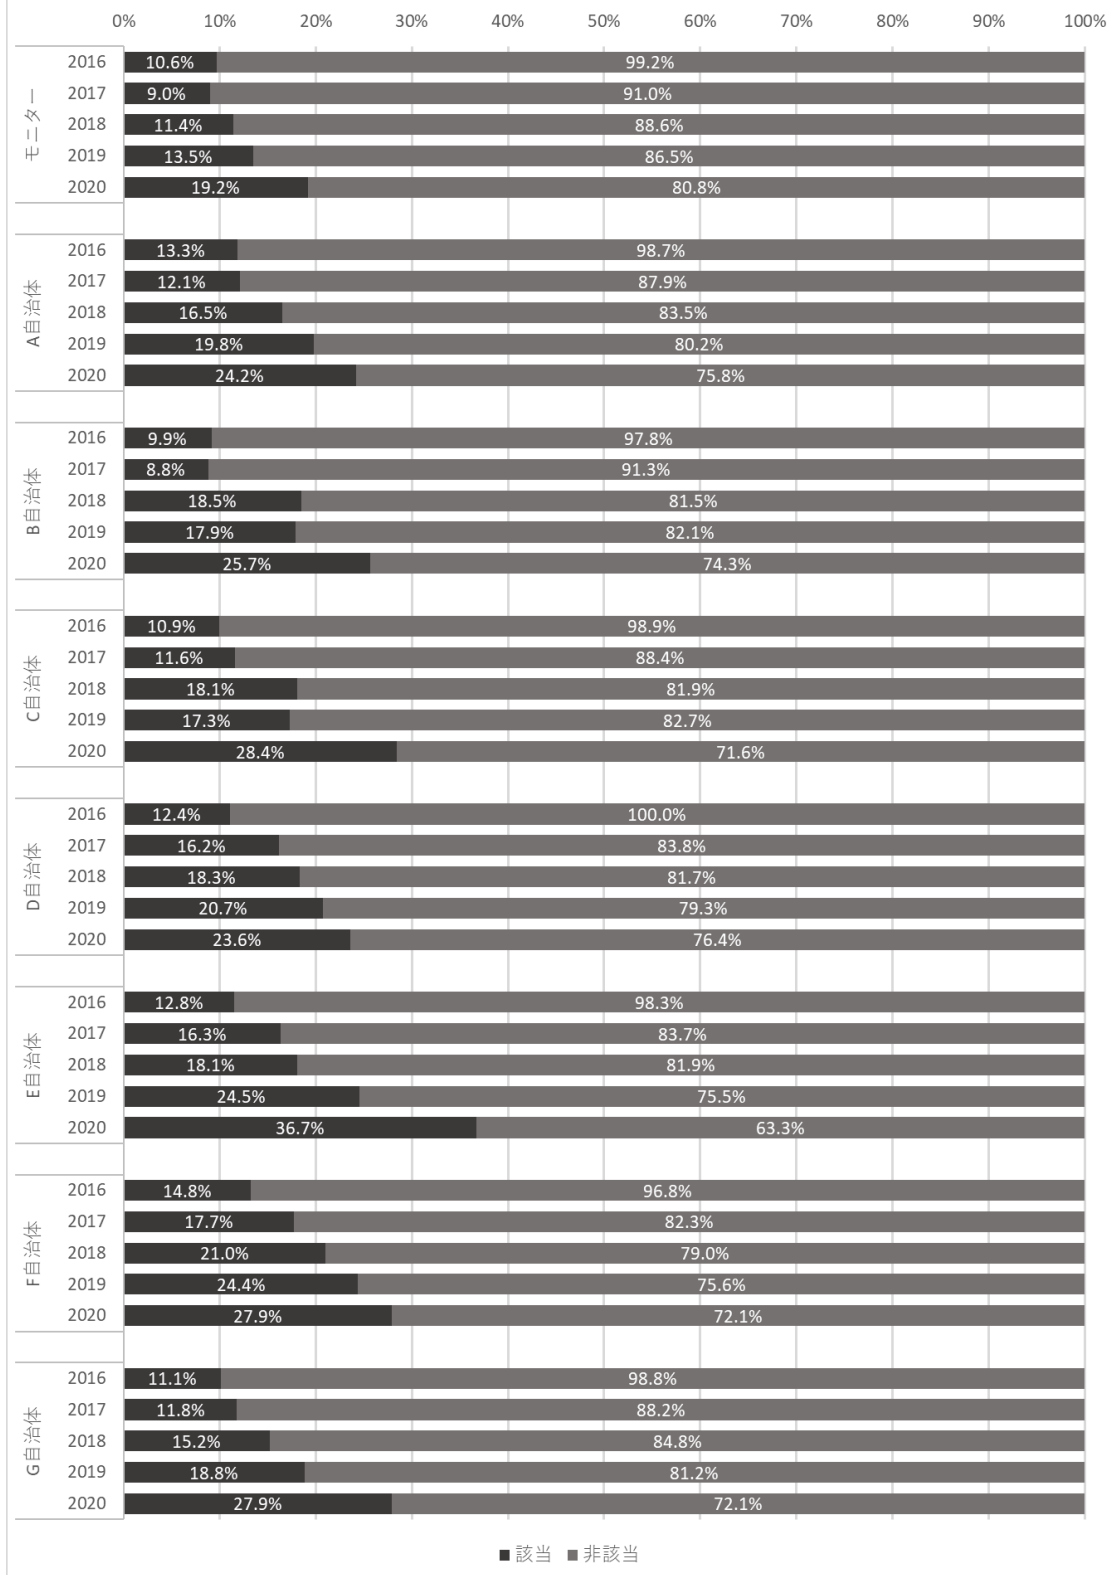 0% 10% 20% 30% 40% 50% 60% 70% 80% 90% 100%
モニター
2016 10.6% 99.2%
2017 9.0% 91.0%
2018 11.4% 88.6%
2019 13.5% 86.5%
2020 19.2% 80.8%
A自治体
2016 13.3% 98.7%
2017 12.1% 87.9%
2018 16.5% 83.5%
2019 19.8% 80.2%
2020 24.2% 75.8%
B自治体
2016 9.9% 97.8%
2017 8.8% 91.3%
2018 18.5% 81.5%
2019 17.9% 82.1%
2020 25.7% 74.3%
C自治体
2016 10.9% 98.9%
2017 11.6% 88.4%
2018 18.1% 81.9%
2019 17.3% 82.7%
2020 28.4% 71.6%
D自治体
2016 12.4% 100.0%
2017 16.2% 83.8%
2018 18.3% 81.7%
2019 20.7% 79.3%
2020 23.6% 76.4%
E自治体
2016 12.8% 98.3%
2017 16.3% 83.7%
2018 18.1% 81.9%
2019 24.5% 75.5%
2020 36.7% 63.3%
F自治体
2016 14.8% 96.8%
2017 17.7% 82.3%
2018 21.0% 79.0%
2019 24.4% 75.6%
2020 27.9% 72.1%
G自治体
2016 11.1% 98.8%
2017 11.8% 88.2%
2018 15.2% 84.8%
2019 18.8% 81.2%
2020 27.9% 72.1%
該当 非該当